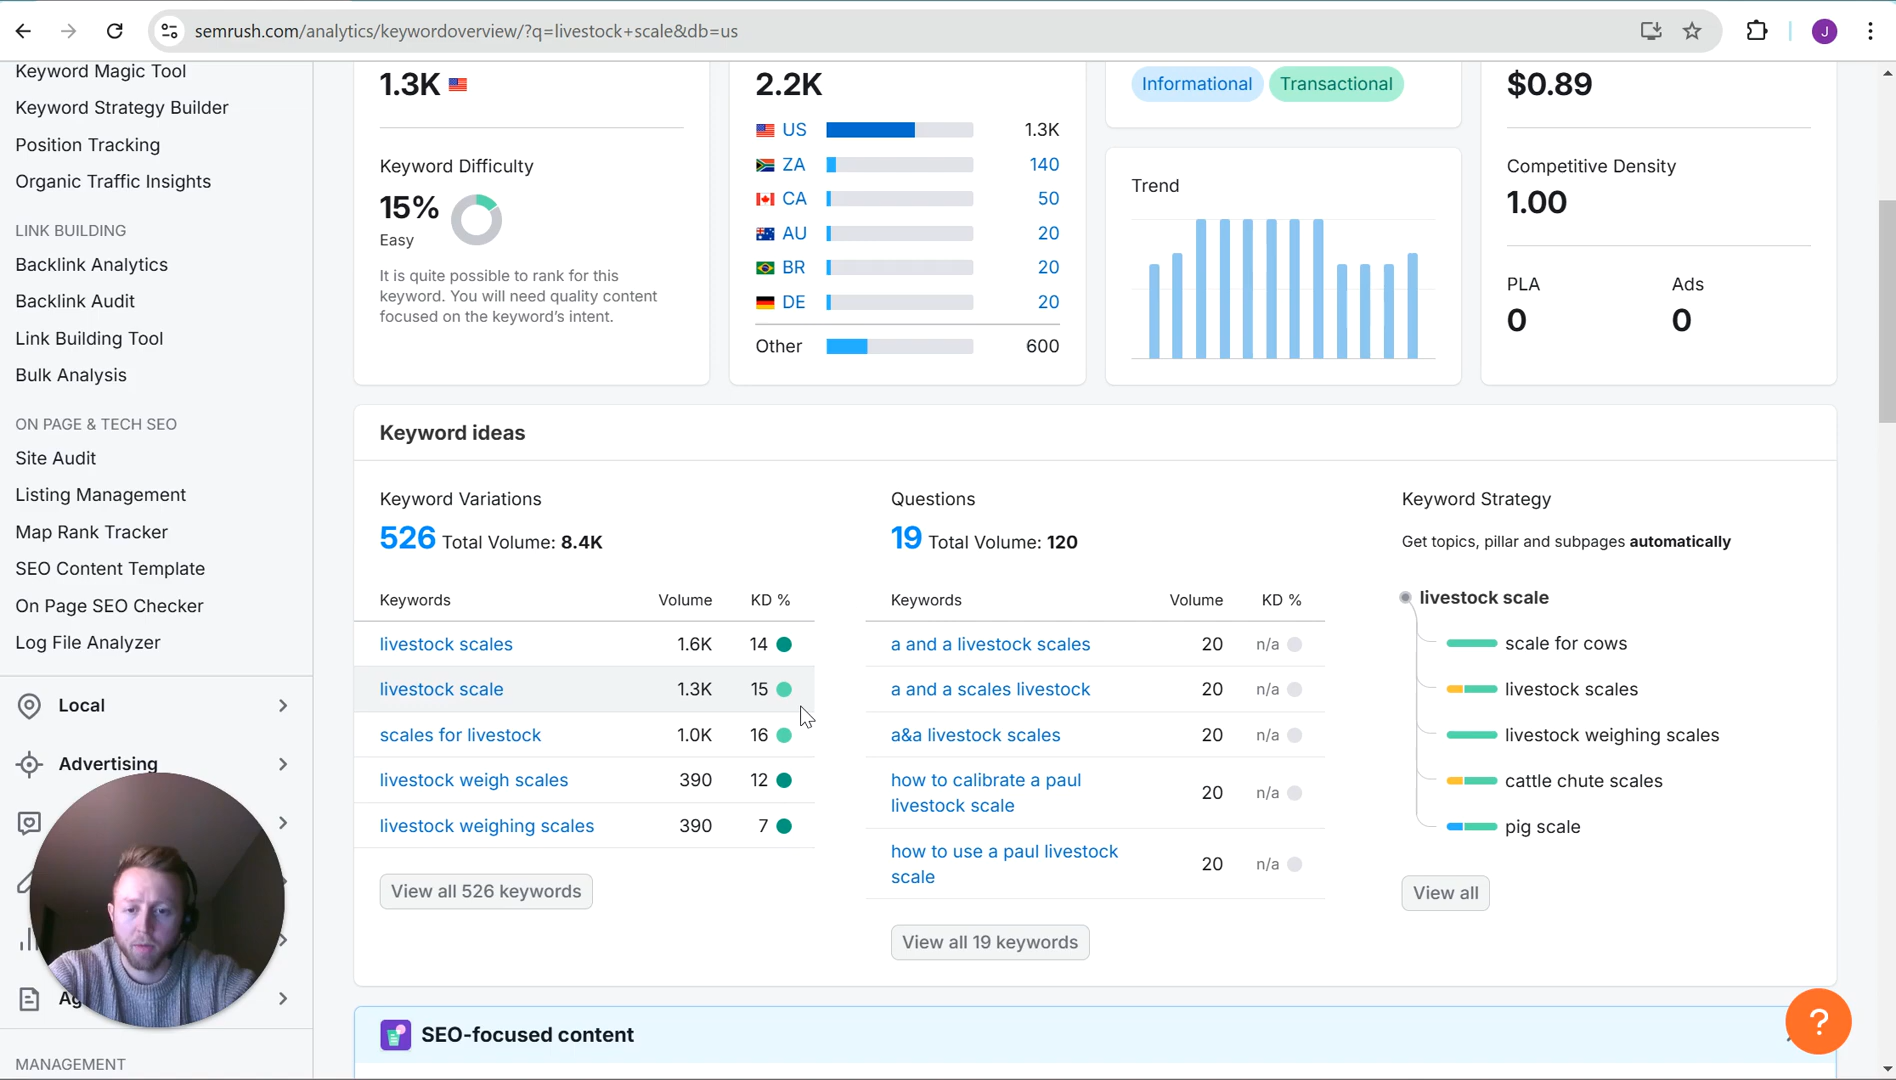 semrush.com/analytics/keywordoverview/?q=livestock+scale&db=us
J
Keyword Magic Tool
Keyword Strategy Builder
Position Tracking
Organic Traffic Insights
LINK BUILDING
Backlink Analytics
Backlink Audit
Link Building Tool
Bulk Analysis
ON PAGE & TECH SEO
Site Audit
Listing Management
Map Rank Tracker
SEO Content Template
On Page SEO Checker
Log File Analyzer
Local
Advertising
MANAGEMENT
1.3K
Keyword Difficulty
15%
Easy
It is quite possible to rank for this
keyword. You will need quality content
focused on the keyword's intent.
2.2K
US 1.3K
ZA 140
CA 50
AU 20
BR 20
DE 20
Other 600
Informational Transactional
Trend
$0.89
Competitive Density
1.00
PLA Ads
0 0
Keyword ideas
Keyword Variations
526 Total Volume: 8.4K
Keywords Volume KD %
livestock scales 1.6K 14
livestock scale 1.3K 15
scales for livestock 1.0K 16
livestock weigh scales 390 12
livestock weighing scales 390 7
View all 526 keywords
Questions
19 Total Volume: 120
Keywords Volume KD %
a and a livestock scales 20 n/a
a and a scales livestock 20 n/a
a&a livestock scales 20 n/a
how to calibrate a paul
livestock scale 20 n/a
how to use a paul livestock
scale 20 n/a
View all 19 keywords
Keyword Strategy
Get topics, pillar and subpages automatically
livestock scale
scale for cows
livestock scales
livestock weighing scales
cattle chute scales
pig scale
View all
SEO-focused content
?